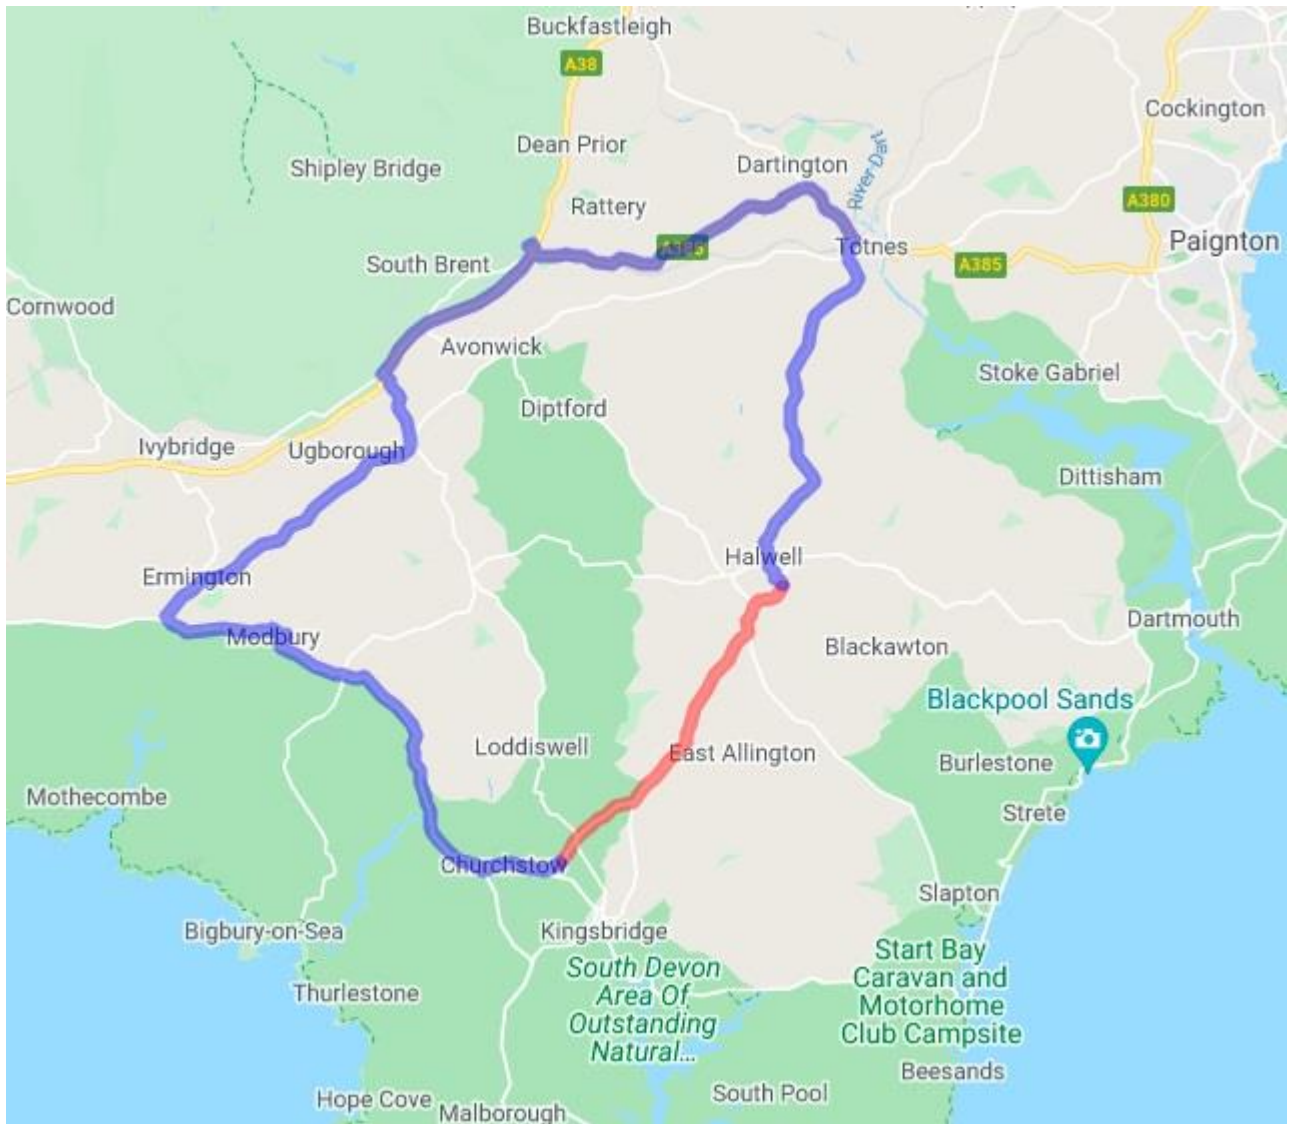 Buckfastleigh
A38
Cockington
Dean Prior
Dartington
Shipley Bridge
River Dart
A380
Rattery
Paignton
Totnes
A385
South Brent
A385
Cornwood
Avonwick
Stoke Gabriel
Diptford
Ivybridge
Ugborough
Dittisham
Halwell
Ermington
Dartmouth
Modbury
Blackawton
Blackpool Sands
Loddiswell
East Allington
Burlestone
Mothecombe
Strete
Churchstow
Slapton
Bigbury-on-Sea
Kingsbridge
Start Bay
Caravan and
Motorhome
Club Campsite
South Devon
Area Of
Outstanding
Natural...
Thurlestone
Beesands
Hope Cove
South Pool
Malborough